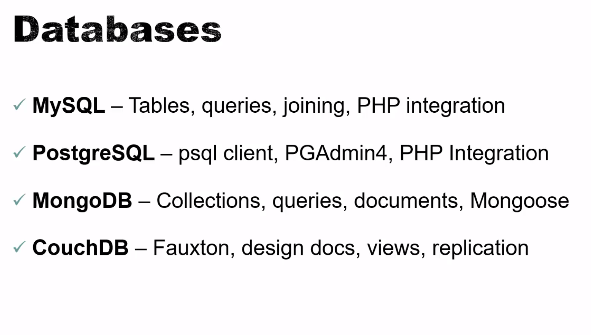 Databases
✓ MySQL – Tables, queries, joining, PHP integration
✓ PostgreSQL – psql client, PGAdmin4, PHP Integration
✓ MongoDB – Collections, queries, documents, Mongoose
✓ CouchDB – Fauxton, design docs, views, replication